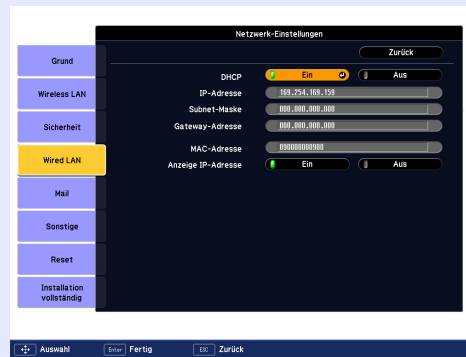 Netzwerk-Einstellungen
Zurück
Grund
DHCP Ein Aus
Wireless LAN
IP-Adresse 169.254.169.159
Subnet-Maske 000.000.000.000
Sicherheit
Gateway-Adresse 000.000.000.000
MAC-Adresse 090000000900
Wired LAN
Anzeige IP-Adresse Ein Aus
Mail
Sonstige
Reset
Installation
vollständig
Auswahl Enter Fertig ESC Zurück